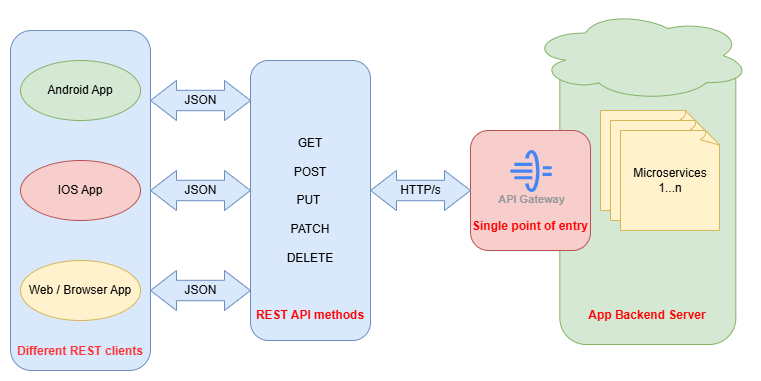 Android App
IOS App
Web / Browser App
Different REST clients
JSON
JSON
JSON
GET
POST
PUT
PATCH
DELETE
REST API methods
HTTP/s
API Gateway
Single point of entry
Microservices
1...n
App Backend Server